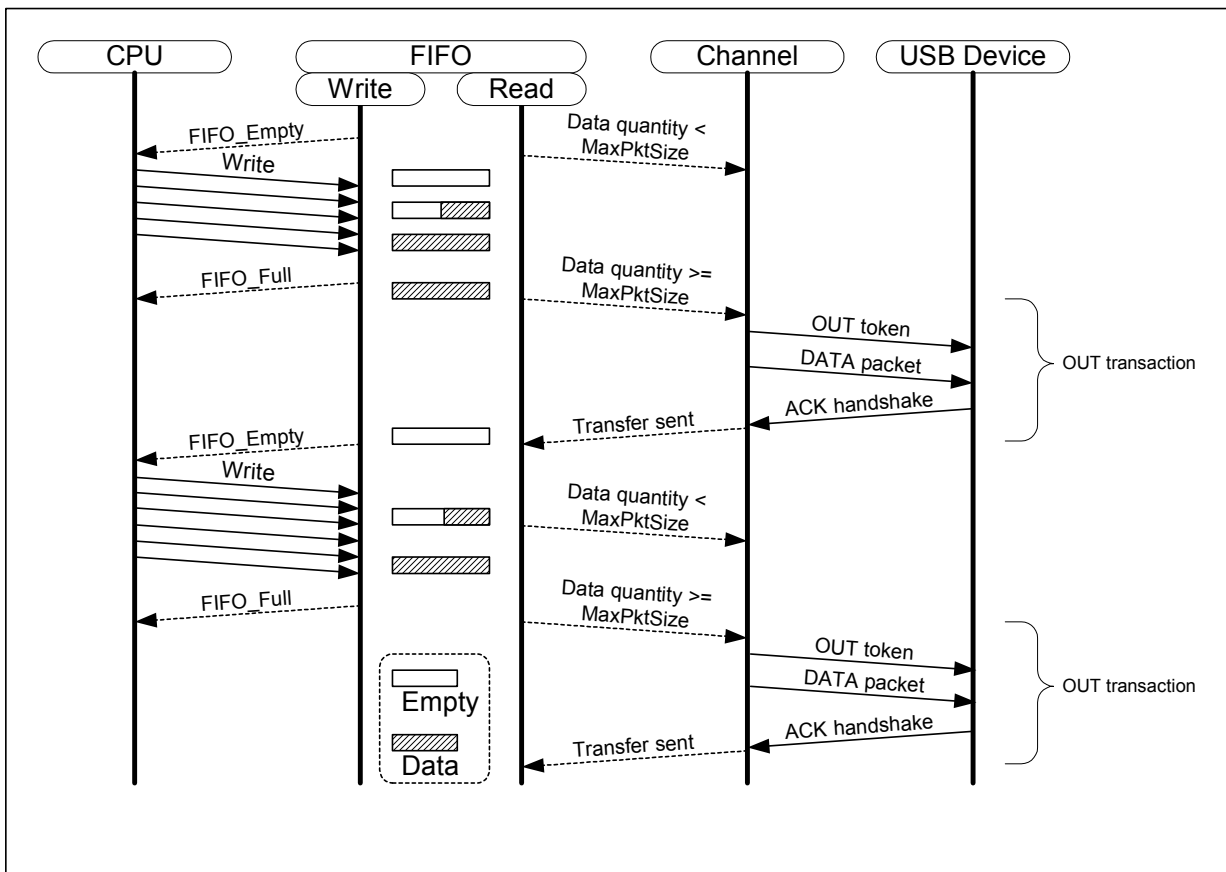 CPU
FIFO
Channel
USB Device
Write
Read
FIFO_Empty
Data quantity <
MaxPktSize
Write
FIFO_Full
Data quantity >=
MaxPktSize
OUT token
DATA packet
OUT transaction
ACK handshake
Transfer sent
FIFO_Empty
Write
Data quantity <
MaxPktSize
FIFO_Full
Data quantity >=
MaxPktSize
OUT token
DATA packet
OUT transaction
ACK handshake
Transfer sent
Empty
Data